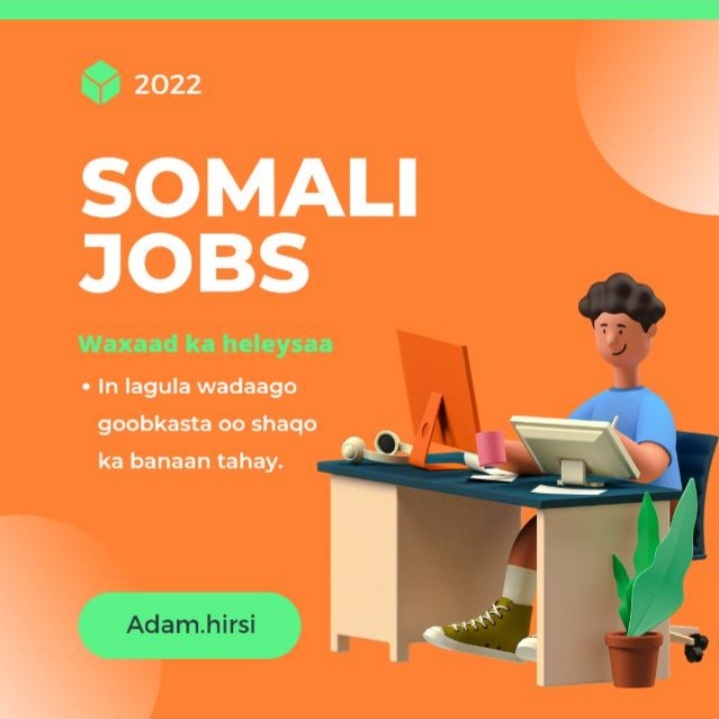 2022
SOMALI
JOBS
Waxaad ka heleysaa
• In lagula wadaago
goobkasta oo shaqo
ka banaan tahay.
Adam.hirsi